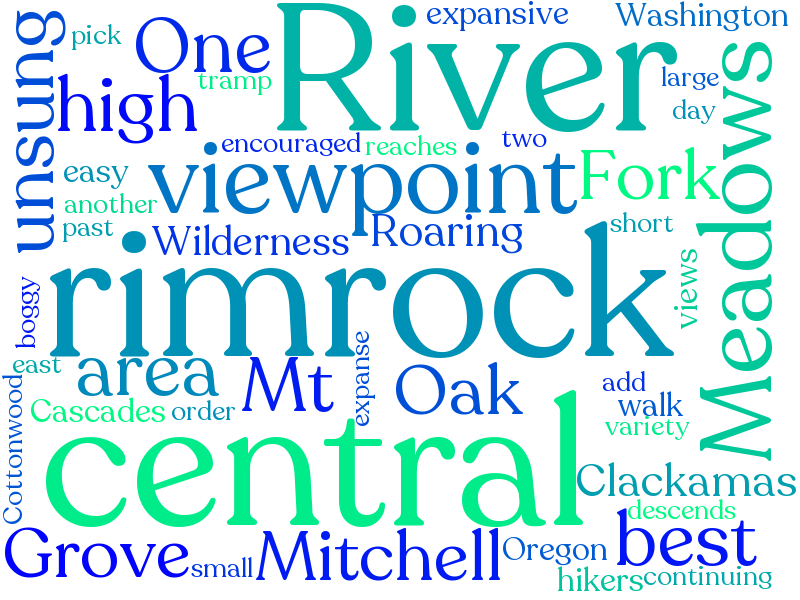 expansive
Washington
pick
One
River
unsung
tramp
large
high
day
encouraged
reaches
two
Meadows
easy
viewpoint
Fork
another
past
Wilderness
Roaring
short
rimrock
views
boggy
east
area
Mt
expanse
Oak
add
Cottonwood
Cascades
order
walk
variety
central
Clackamas
descends
Grove
small
Mitchell
Oregon
best
hikers
continuing